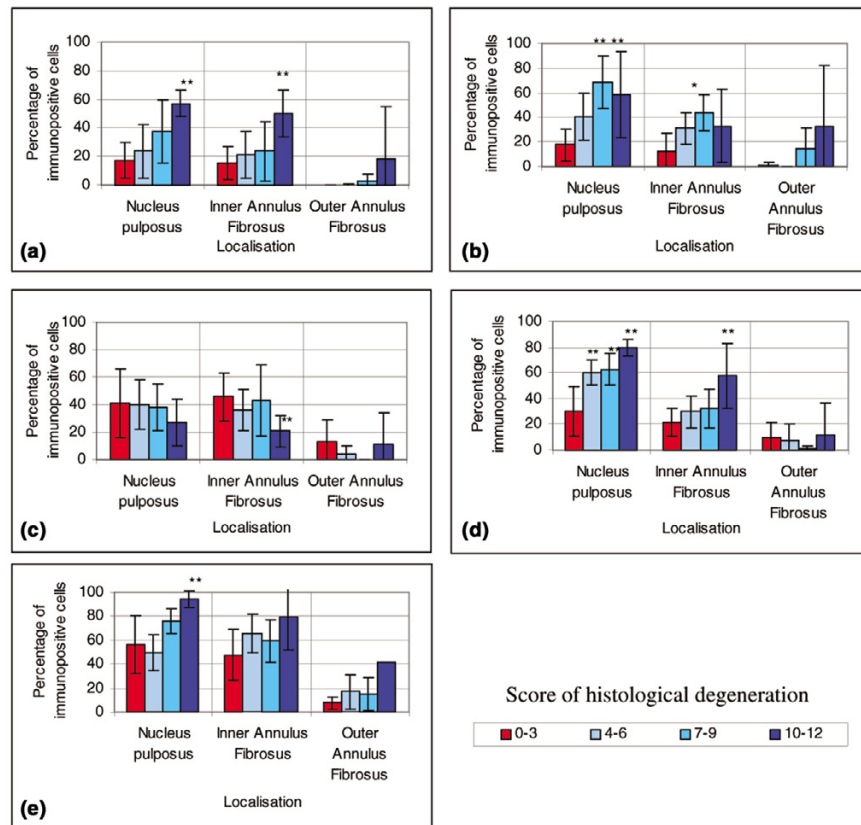 Percentage of
immunopositive cells
100
80
60
40
20
0
**
**
Nucleus
pulposus
Inner Annulus
Fibrosus
Outer Annulus
Fibrosus
Localisation
(a)
Percentage of
immunopositive cells
100
80
60
40
20
0
** **
*
Nucleus
pulposus
Inner Annulus
Fibrosus
Outer
Annulus
Fibrosus
Localisation
(b)
Percentage of
immunopositive cells
100
80
60
40
20
0
**
Nucleus
pulposus
Inner Annulus
Fibrosus
Outer Annulus
Fibrosus
Localisation
(c)
Percentage of
immunopositive cells
100
80
60
40
20
0
** ** **
**
Nucleus
pulposus
Inner Annulus
Fibrosus
Outer
Annulus
Fibrosus
Localisation
(d)
Percentage of
immunopositive cells
100
80
60
40
20
0
**
Nucleus
pulposus
Inner Annulus
Fibrosus
Outer
Annulus
Fibrosus
Localisation
(e)
Score of histological degeneration
0-3 4-6 7-9 10-12